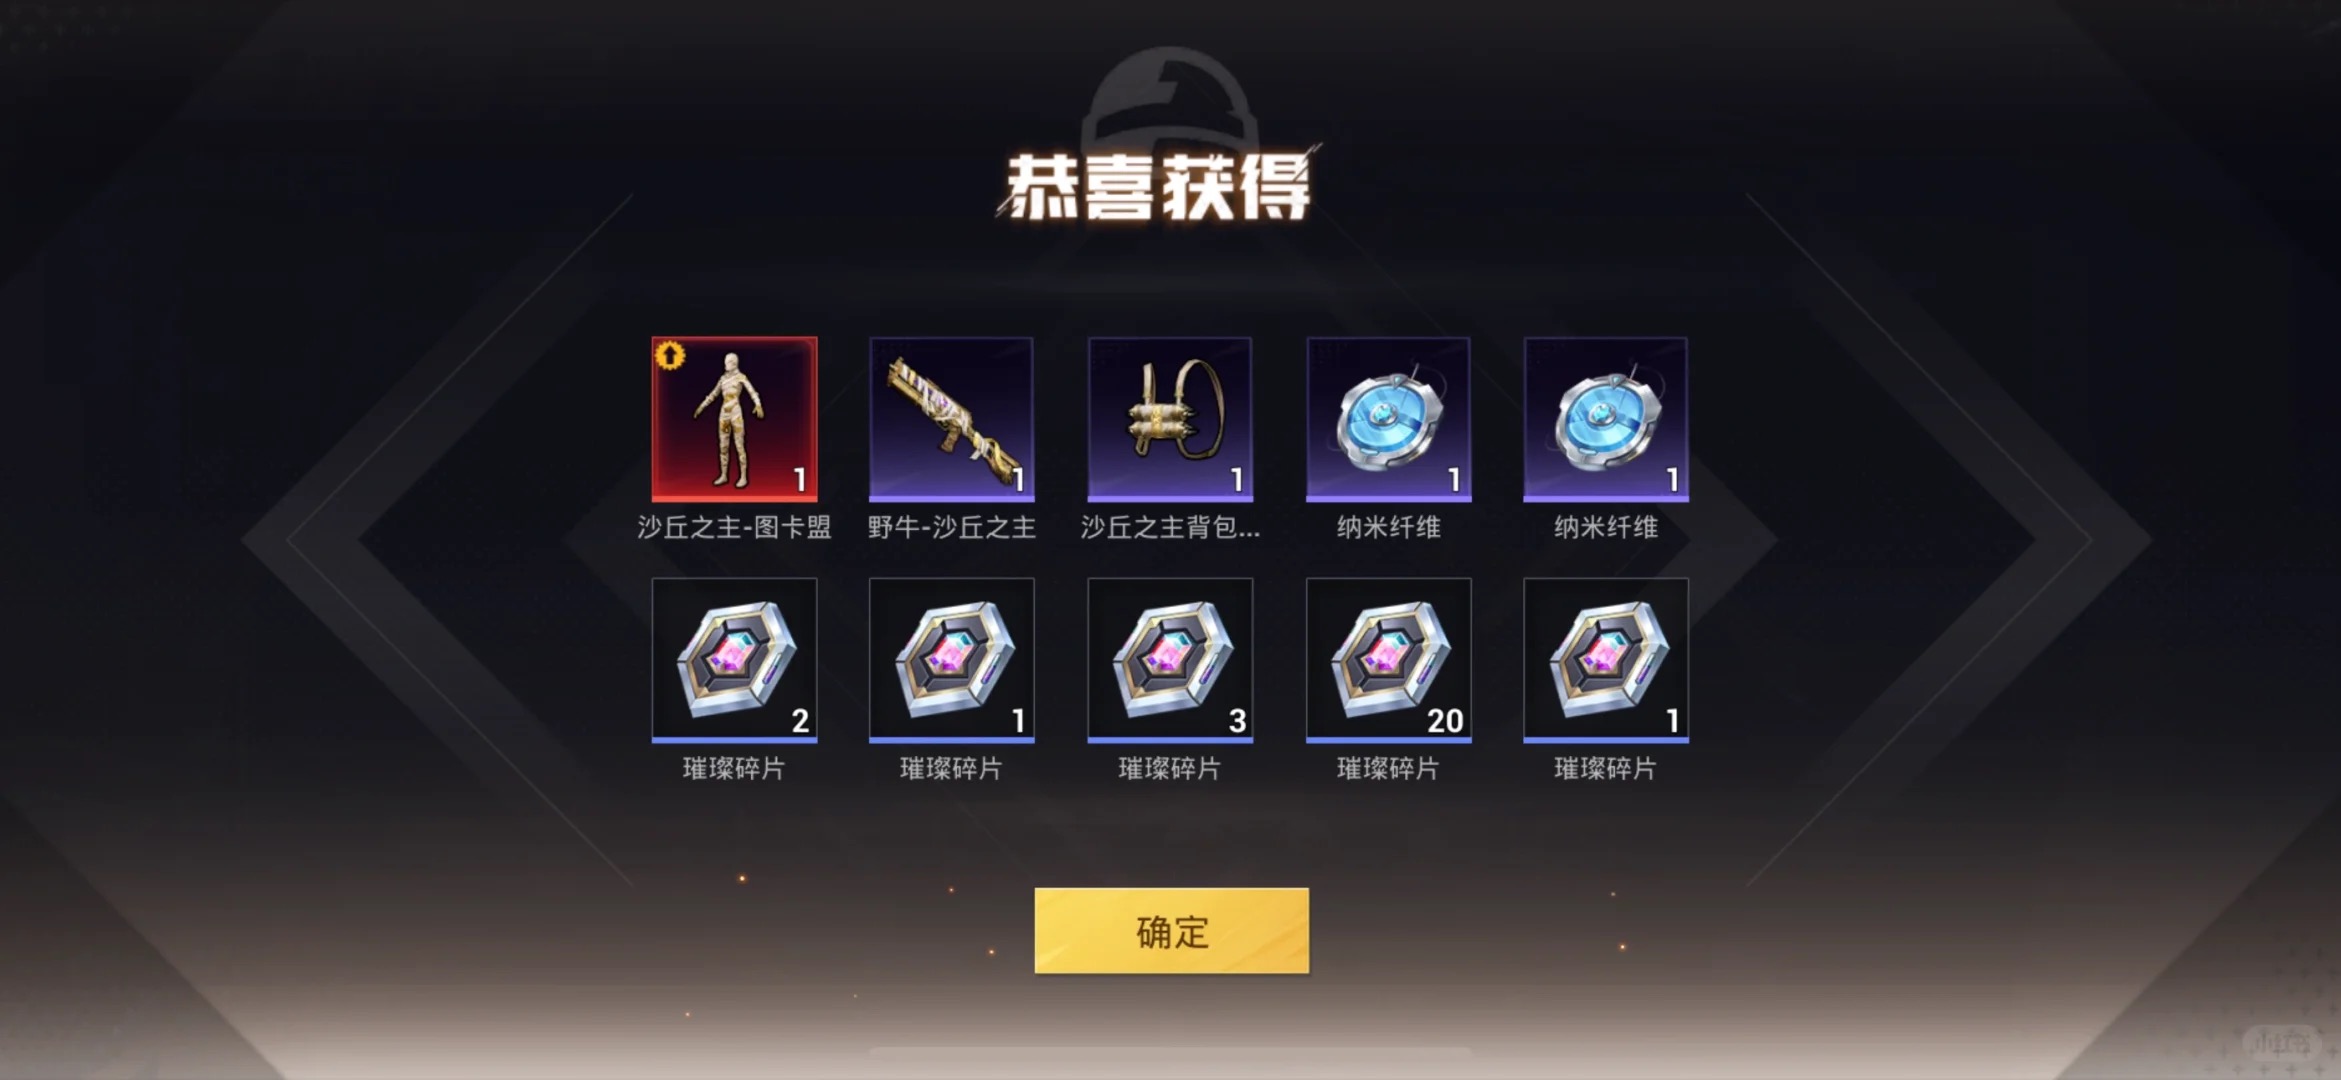 恭喜获得
1
1
1
1
1
沙丘之主-图卡盟
野牛-沙丘之主
沙丘之主背包...
纳米纤维
纳米纤维
2
1
3
20
1
璀璨碎片
璀璨碎片
璀璨碎片
璀璨碎片
璀璨碎片
确定